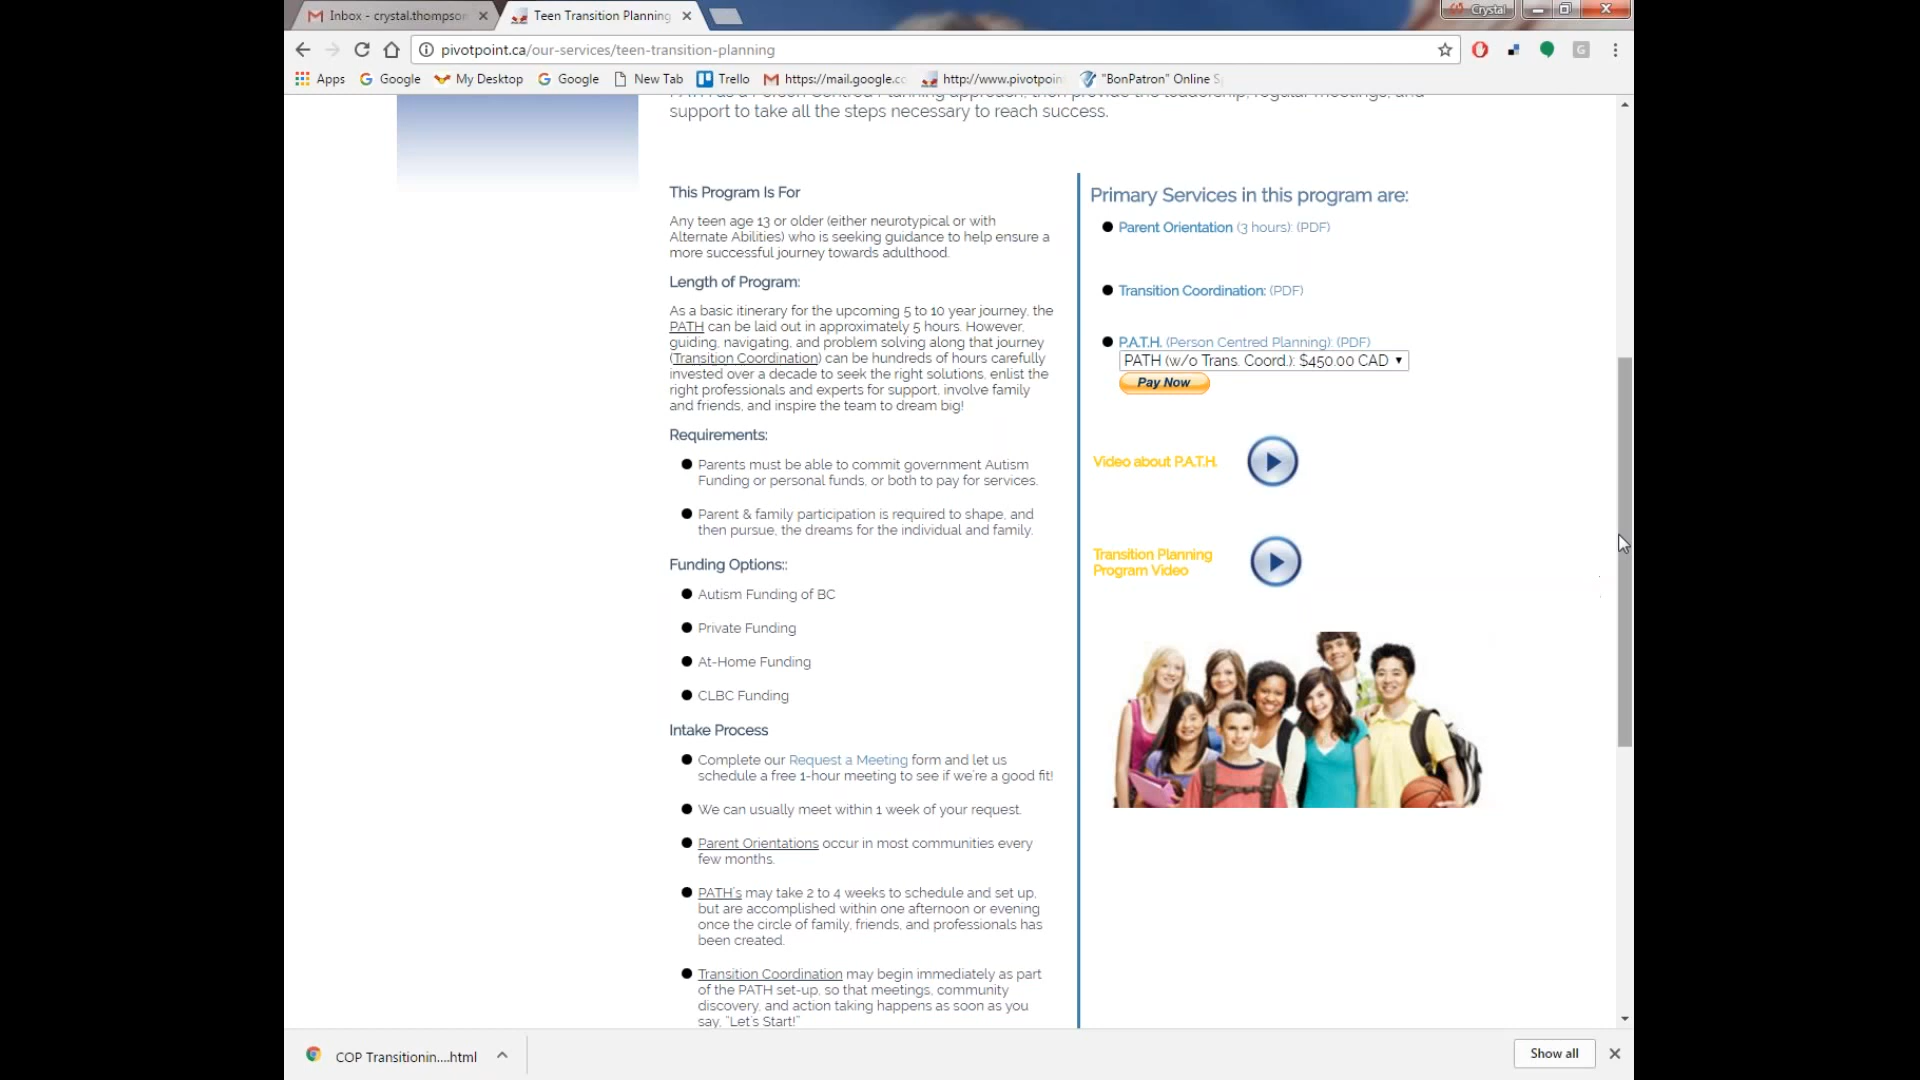 Inbox - crystal.thompson
Teen Transition Planning
Crystal
pivotpoint.ca/our-services/teen-transition-planning
Apps
Google
My Desktop
Google
New Tab
Trello
https://mail.google.co
http://www.pivotpoin
"BonPatron" Online S
support to take all the steps necessary to reach success.
This Program Is For
Any teen age 13 or older (either neurotypical or with
Alternate Abilities) who is seeking guidance to help ensure a
more successful journey towards adulthood.
Length of Program:
As a basic itinerary for the upcoming 5 to 10 year journey, the
PATH can be laid out in approximately 5 hours. However,
guiding, navigating, and problem solving along that journey
(Transition Coordination) can be hundreds of hours carefully
invested over a decade to seek the right solutions, enlist the
right professionals and experts for support, involve family
and friends, and inspire the team to dream big!
Requirements:
Parents must be able to commit government Autism
Funding or personal funds, or both to pay for services.
Parent & family participation is required to shape, and
then pursue, the dreams for the individual and family.
Funding Options::
Autism Funding of BC
Private Funding
At-Home Funding
CLBC Funding
Intake Process
Complete our Request a Meeting form and let us
schedule a free 1-hour meeting to see if we're a good fit!
We can usually meet within 1 week of your request.
Parent Orientations occur in most communities every
few months.
PATH's may take 2 to 4 weeks to schedule and set up,
but are accomplished within one afternoon or evening
once the circle of family, friends, and professionals has
been created.
Transition Coordination may begin immediately as part
of the PATH set-up, so that meetings, community
discovery, and action taking happens as soon as you
say, "Let's Start!"
Primary Services in this program are:
Parent Orientation (3 hours): (PDF)
Transition Coordination: (PDF)
P.A.T.H. (Person Centred Planning): (PDF)
PATH (w/o Trans. Coord.): $450.00 CAD
Pay Now
Video about P.A.T.H.
Transition Planning
Program Video
COP Transitionin....html
Show all